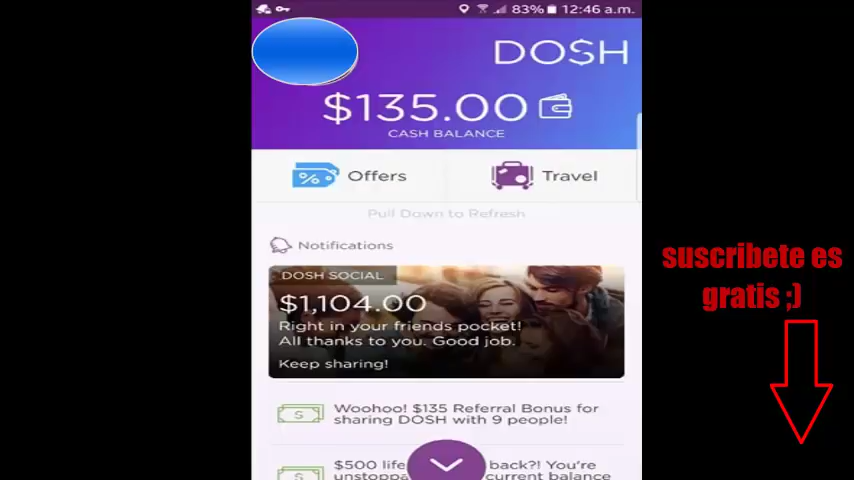 83% 12:46 a.m.
DO$H
$135.00
CASH BALANCE
Offers
Travel
Pull Down to Refresh
Notifications
DOSH SOCIAL
$1,104.00
Right in your friends pocket!
All thanks to you. Good job.
Keep sharing!
Woohoo! $135 Referral Bonus for
sharing DOSH with 9 people!
$500 life back?! You're
unstoppa current balance
suscribete es
gratis ;)